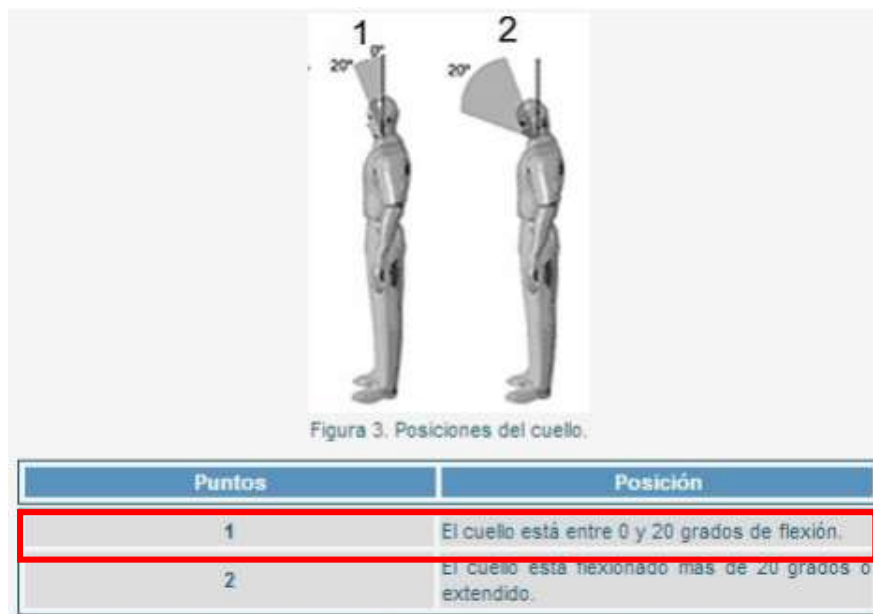 1 2
20° 0° 20°
Figura 3. Posiciones del cuello.
Puntos Posición
1 El cuello está entre 0 y 20 grados de flexión.
2 El cuello está flexionado más de 20 grados o
extendido.